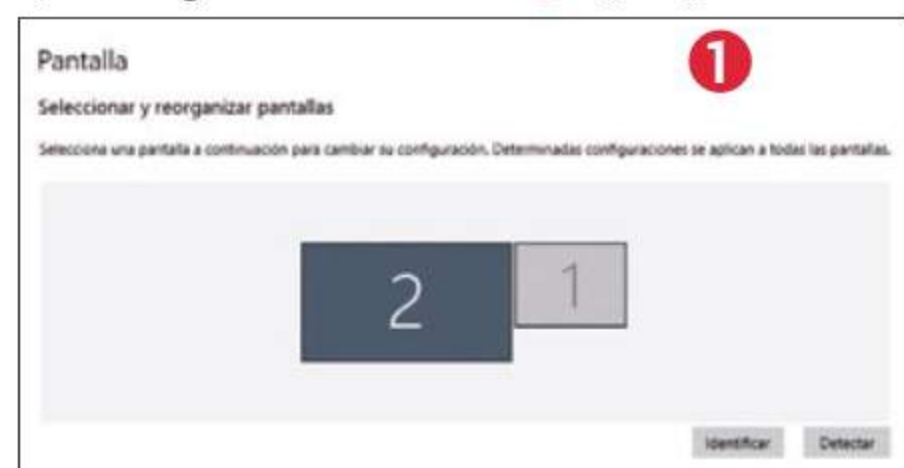 Pantalla
1
Seleccionar y reorganizar pantallas
Selecciona una pantalla a continuación para cambiar su configuración. Determinadas configuraciones se aplican a todas las pantallas.
2 1
Identificar Detectar